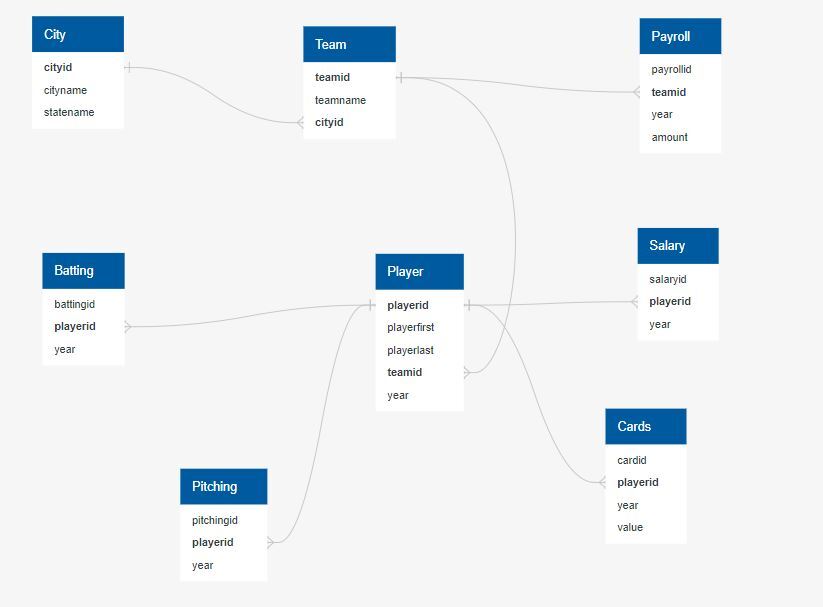 City
cityid
cityname
statename
Team
teamid
teamname
cityid
Payroll
payrollid
teamid
year
amount
Batting
battingid
playerid
year
Player
playerid
playerfirst
playerlast
teamid
year
Salary
salaryid
playerid
year
Pitching
pitchingid
playerid
year
Cards
cardid
playerid
year
value